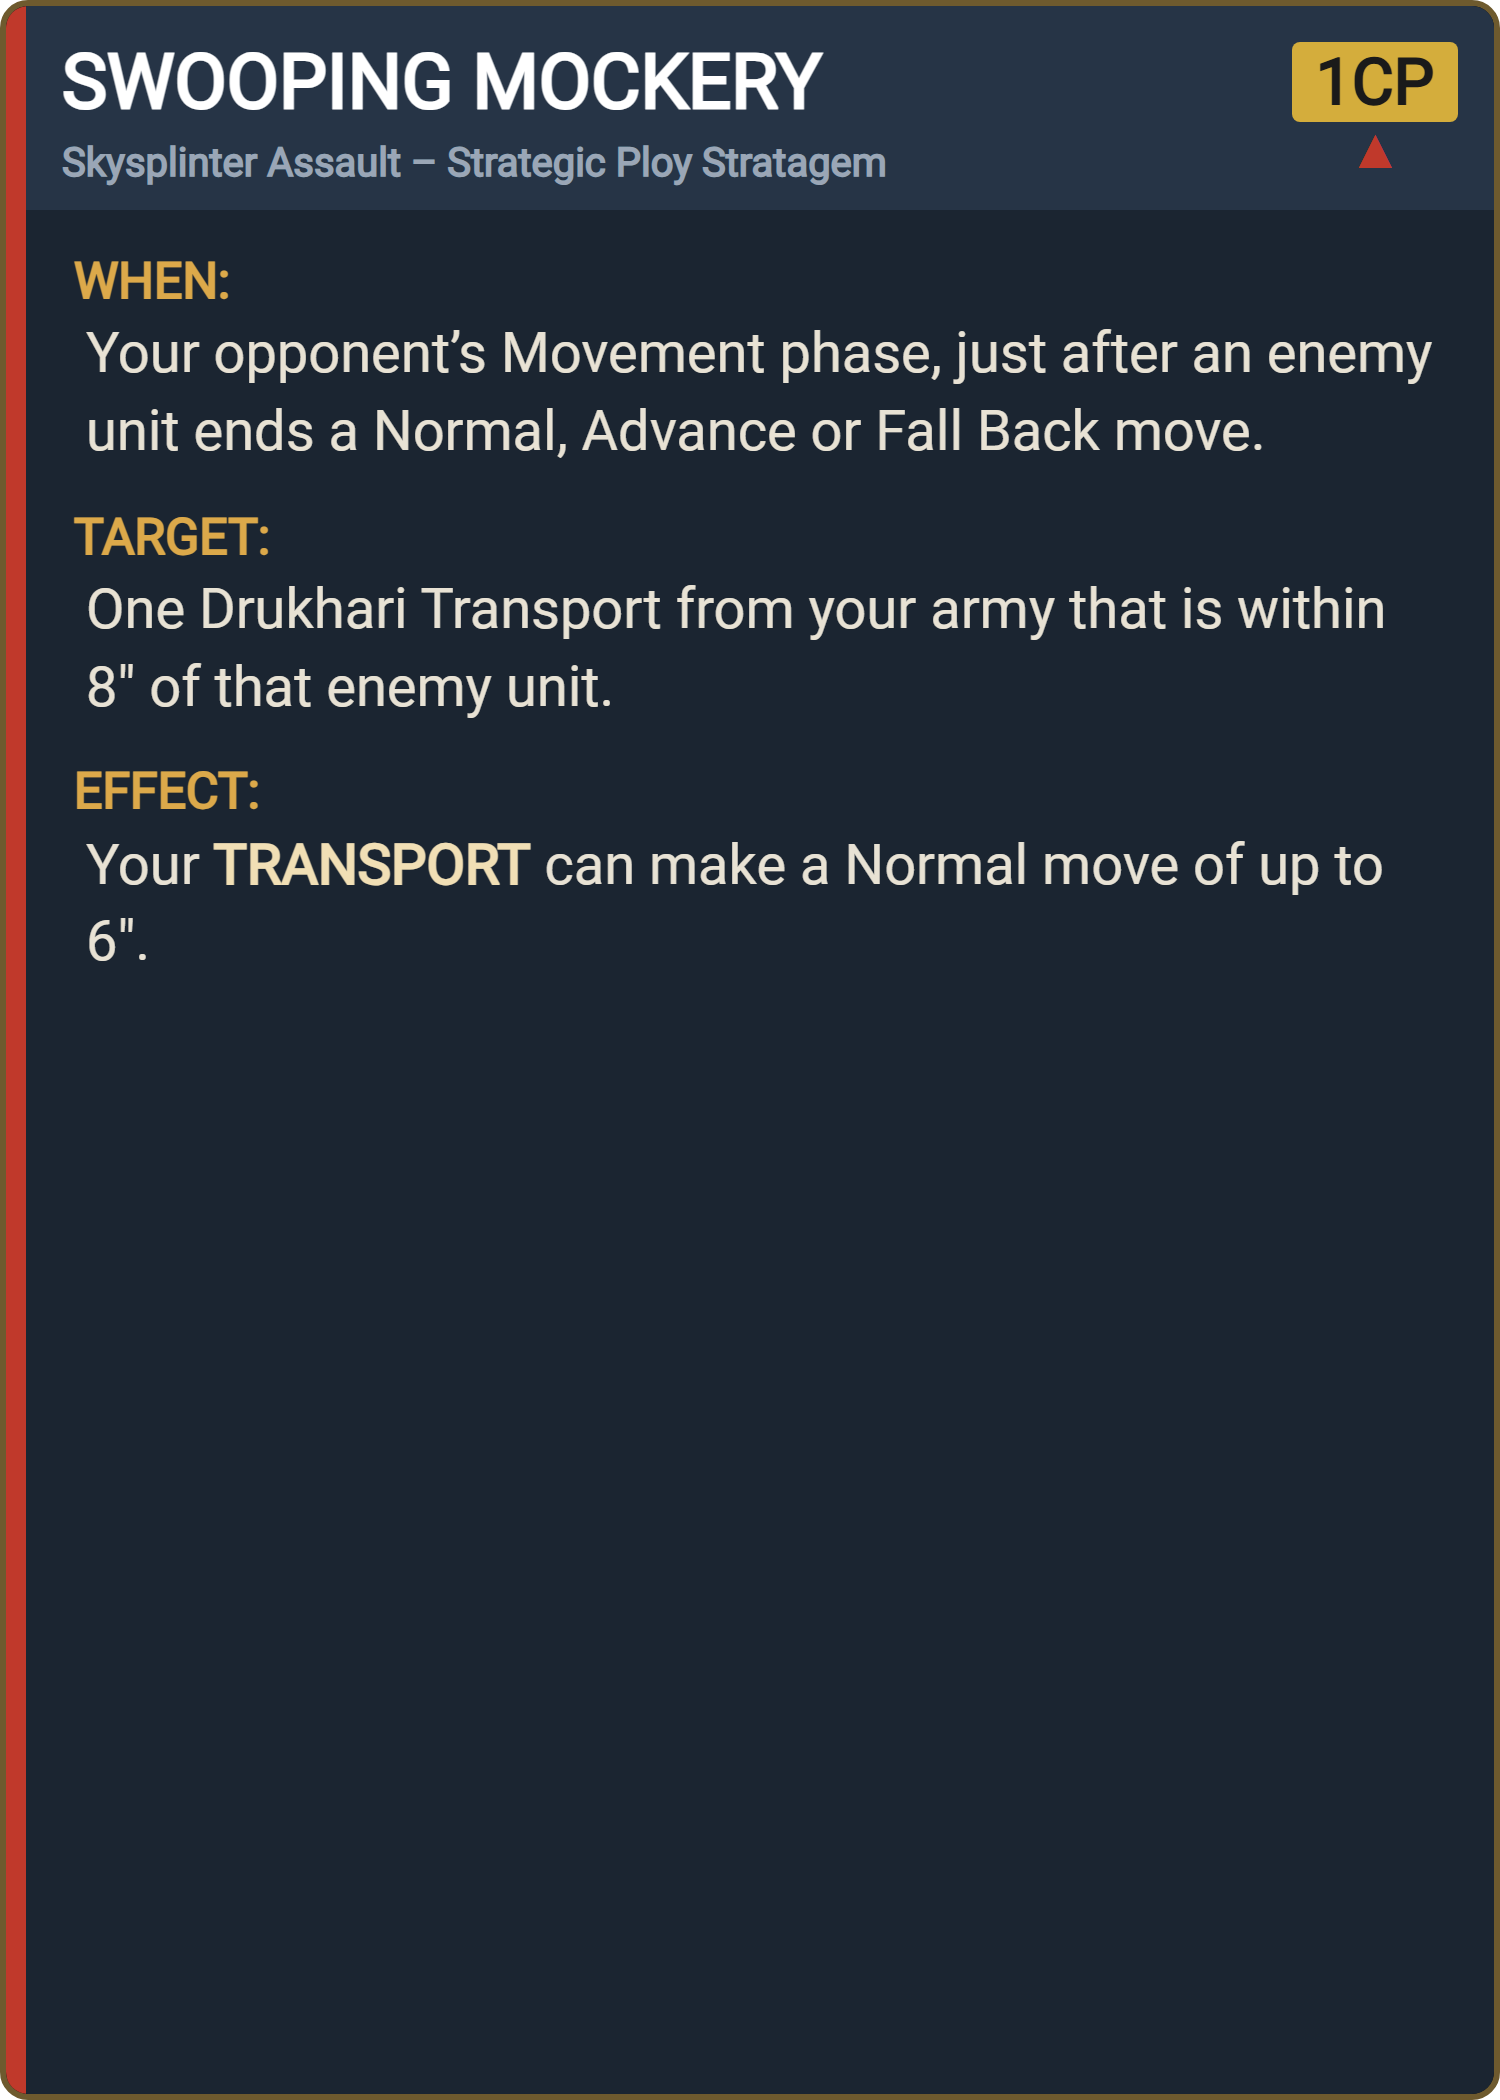 SWOOPING MOCKERY
1CP
Skysplinter Assault – Strategic Ploy Stratagem
WHEN:
Your opponent’s Movement phase, just after an enemy
unit ends a Normal, Advance or Fall Back move.
TARGET:
One Drukhari Transport from your army that is within
8" of that enemy unit.
EFFECT:
Your TRANSPORT can make a Normal move of up to
6".